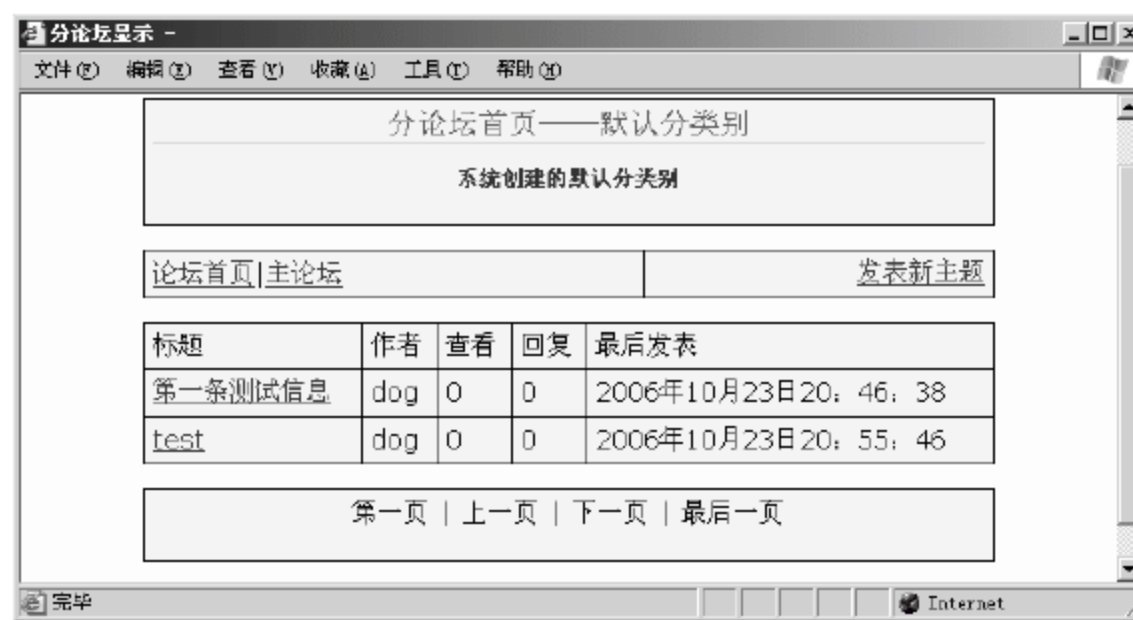 分论坛显示 -
文件(F) 编辑(E) 查看(V) 收藏(A) 工具(T) 帮助(H)
分论坛首页——默认分类别
系统创建的默认分类别
论坛首页|主论坛 发表新主题
标题 作者 查看 回复 最后发表
第一条测试信息 dog 0 0 2006年10月23日20：46：38
test dog 0 0 2006年10月23日20：55：46
第一页 | 上一页 | 下一页 | 最后一页
完毕 Internet